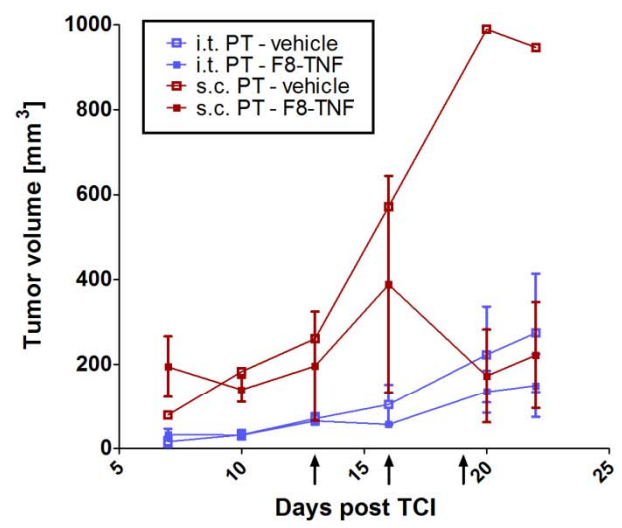 1000
800
600
400
200
0
Tumor volume [mm³]
i.t. PT - vehicle
i.t. PT - F8-TNF
s.c. PT - vehicle
s.c. PT - F8-TNF
5
10
15
20
25
Days post TCI